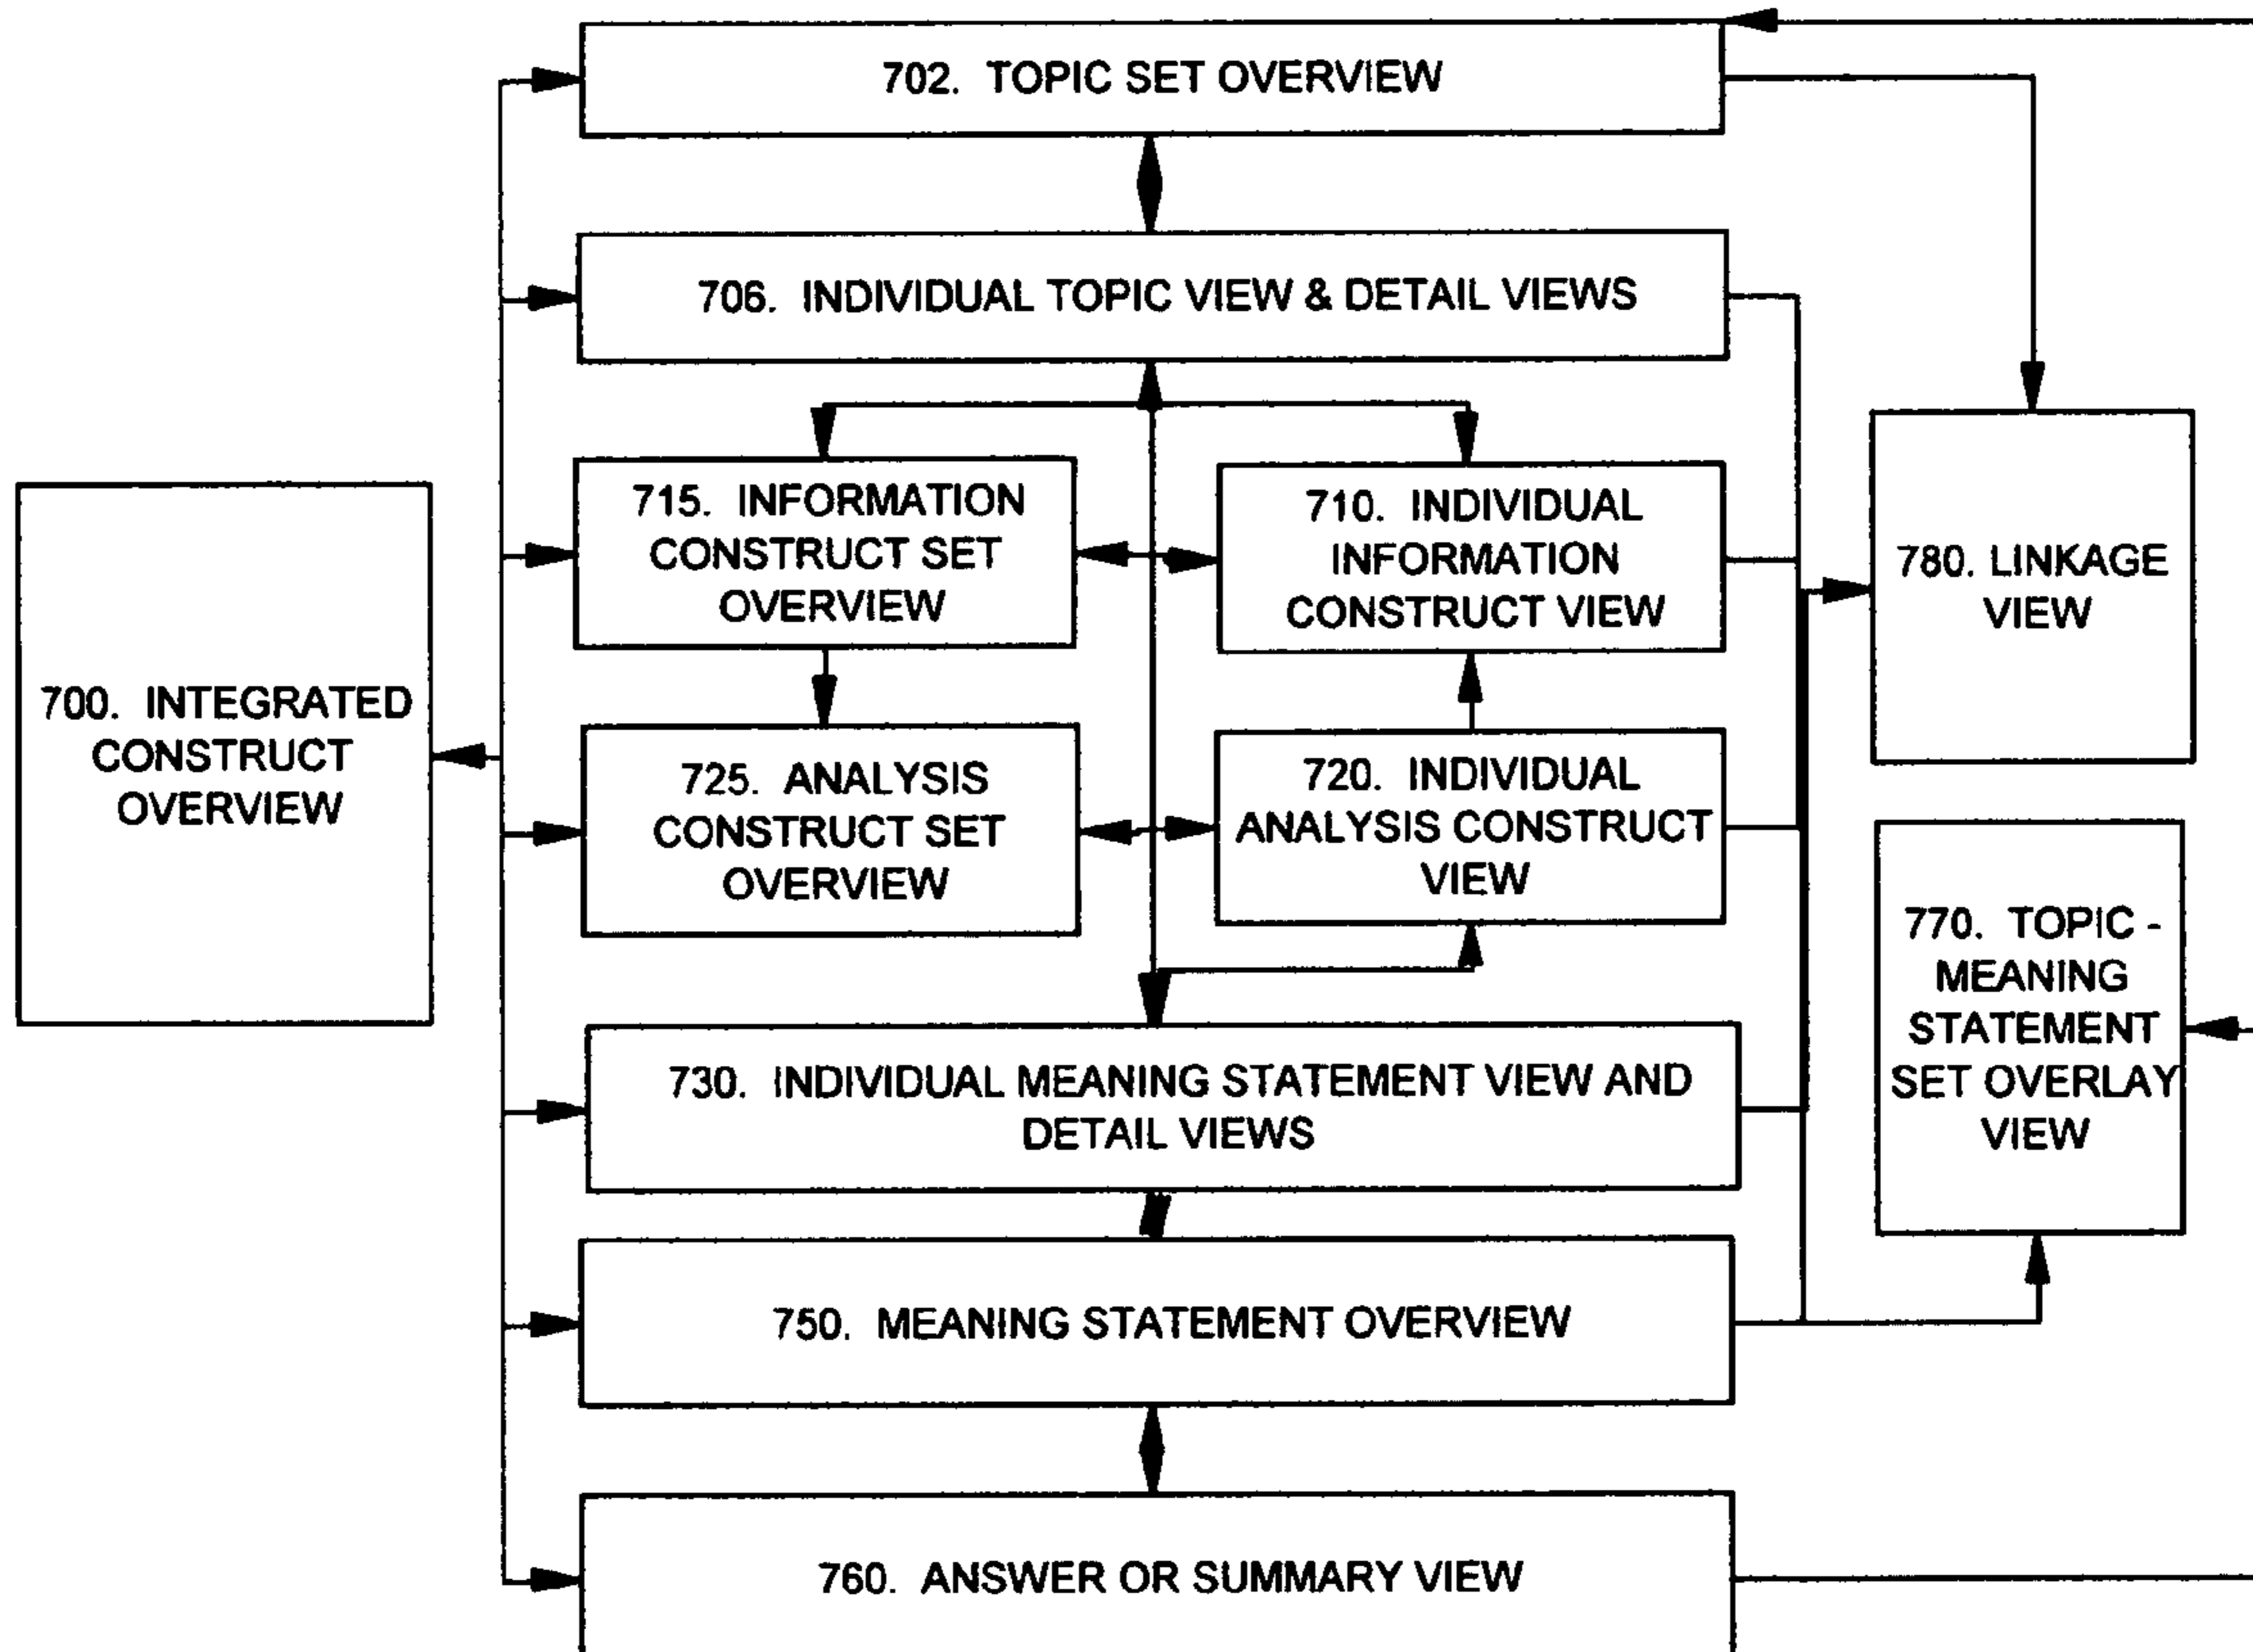 702. TOPIC SET OVERVIEW
706. INDIVIDUAL TOPIC VIEW & DETAIL VIEWS
715. INFORMATION
CONSTRUCT SET
OVERVIEW
710. INDIVIDUAL
INFORMATION
CONSTRUCT VIEW
780. LINKAGE
VIEW
700. INTEGRATED
CONSTRUCT
OVERVIEW
725. ANALYSIS
CONSTRUCT SET
OVERVIEW
720. INDIVIDUAL
ANALYSIS CONSTRUCT
VIEW
770. TOPIC -
MEANING
STATEMENT
SET OVERLAY
VIEW
730. INDIVIDUAL MEANING STATEMENT VIEW AND
DETAIL VIEWS
750. MEANING STATEMENT OVERVIEW
760. ANSWER OR SUMMARY VIEW